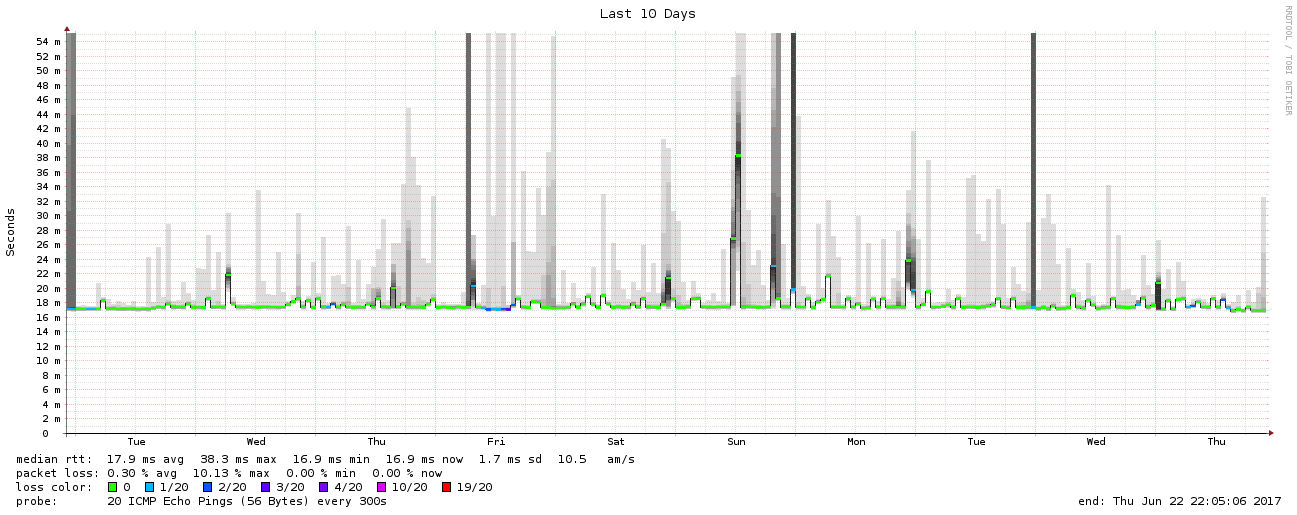 Last 10 Days
RRDTOOL / TOBI OETIKER
Seconds
54 m
52 m
50 m
48 m
46 m
44 m
42 m
40 m
38 m
36 m
34 m
32 m
30 m
28 m
26 m
24 m
22 m
20 m
18 m
16 m
14 m
12 m
10 m
8 m
6 m
4 m
2 m
0
Tue Wed Thu Fri Sat Sun Mon Tue Wed Thu
median rtt: 17.9 ms avg 38.3 ms max 16.9 ms min 16.9 ms now 1.7 ms sd 10.5 am/s
packet loss: 0.30 % avg 10.13 % max 0.00 % min 0.00 % now
loss color: 0 1/20 2/20 3/20 4/20 10/20 19/20
probe: 20 ICMP Echo Pings (56 Bytes) every 300s end: Thu Jun 22 22:05:06 2017